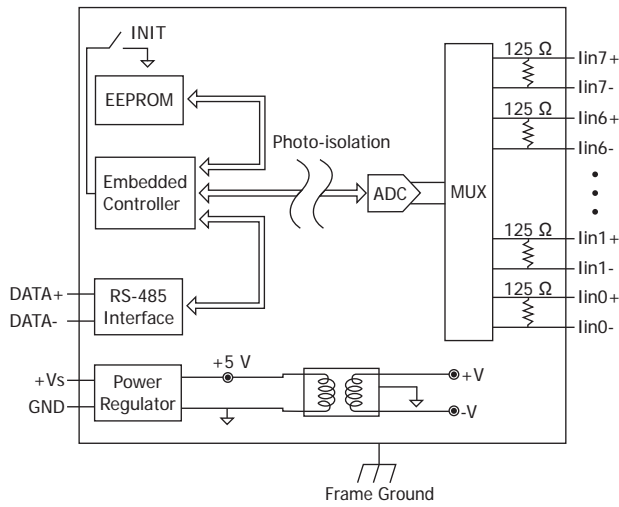 INIT
EEPROM
Photo-isolation
Embedded
Controller
ADC
MUX
RS-485
Interface
DATA+
DATA-
125 Ω
Iin7+
Iin7-
125 Ω
Iin6+
Iin6-
125 Ω
Iin1+
Iin1-
125 Ω
Iin0+
Iin0-
+Vs
GND
Power
Regulator
+5 V
+V
-V
Frame Ground